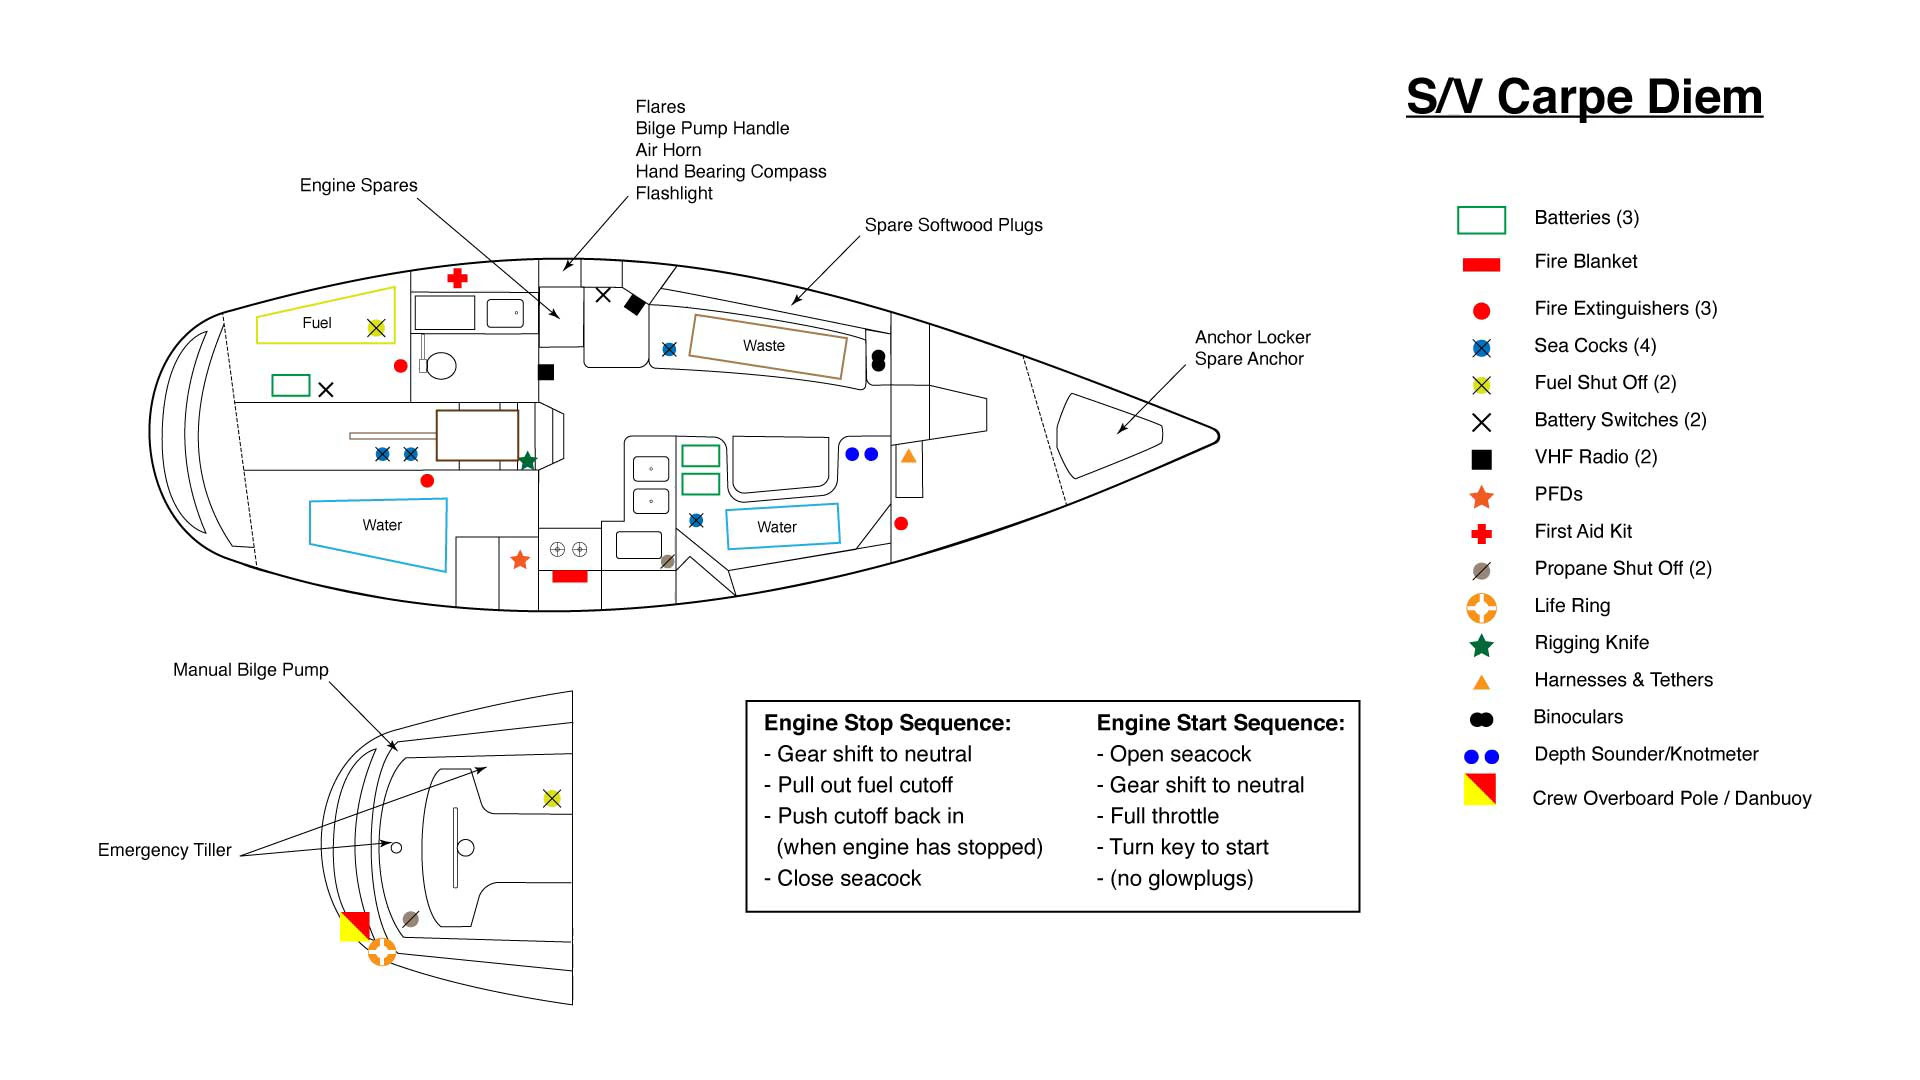 S/V Carpe Diem
Flares
Bilge Pump Handle
Air Horn
Hand Bearing Compass
Flashlight
Engine Spares
Spare Softwood Plugs
Anchor Locker
Spare Anchor
Fuel
Waste
Water
Water
Batteries (3)
Fire Blanket
Fire Extinguishers (3)
Sea Cocks (4)
Fuel Shut Off (2)
Battery Switches (2)
VHF Radio (2)
PFDs
First Aid Kit
Propane Shut Off (2)
Life Ring
Rigging Knife
Harnesses & Tethers
Binoculars
Depth Sounder/Knotmeter
Crew Overboard Pole / Danbuoy
Manual Bilge Pump
Emergency Tiller
Engine Stop Sequence:
- Gear shift to neutral
- Pull out fuel cutoff
- Push cutoff back in
(when engine has stopped)
- Close seacock
Engine Start Sequence:
- Open seacock
- Gear shift to neutral
- Full throttle
- Turn key to start
- (no glowplugs)